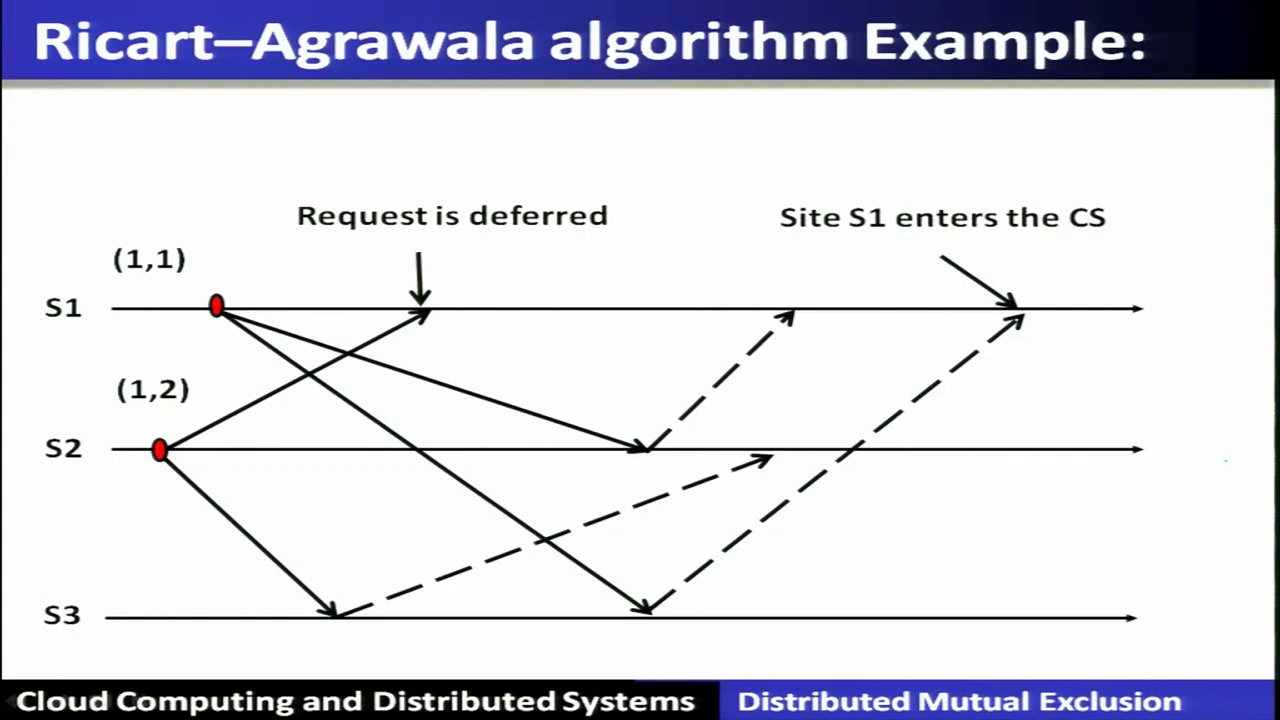 Ricart–Agrawala algorithm Example:
Request is deferred
Site S1 enters the CS
(1,1)
S1
(1,2)
S2
S3
Cloud Computing and Distributed Systems
Distributed Mutual Exclusion